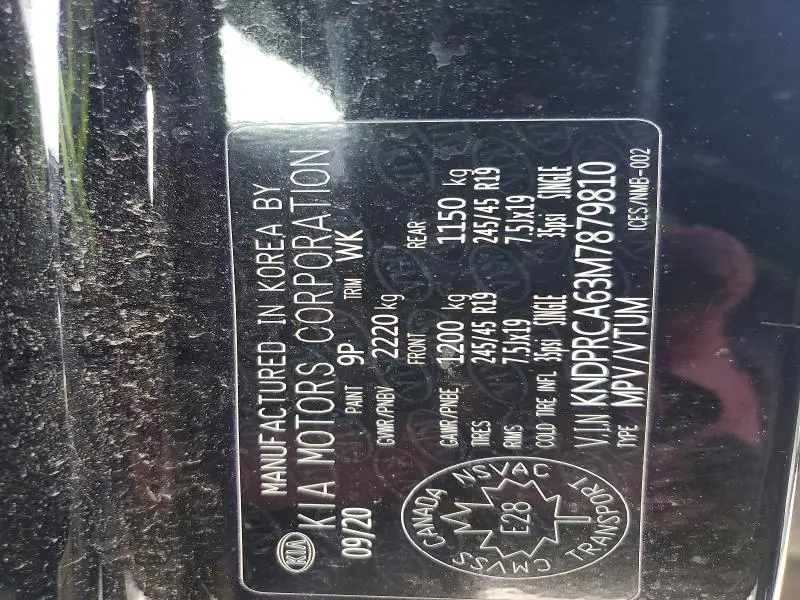 KIA
MANUFACTURED IN KOREA BY
KIA MOTORS CORPORATION
09/20 PAINT 9P TRIM WK
GVWR/PNBV 2220 kg
FRONT REAR
GAWR/PNBE 1200 kg 1150 kg
TIRES 245/45 R19 245/45 R19
RIMS 7.5Jx19 7.5Jx19
COLD TIRE INFL 35psi SINGLE 35psi SINGLE
V.I.N KNDPRCA63M7879810
TYPE MPV/VTUM ICES/NMB-002
CANADA NSVAC
E28
CMVSS TRANSPORT